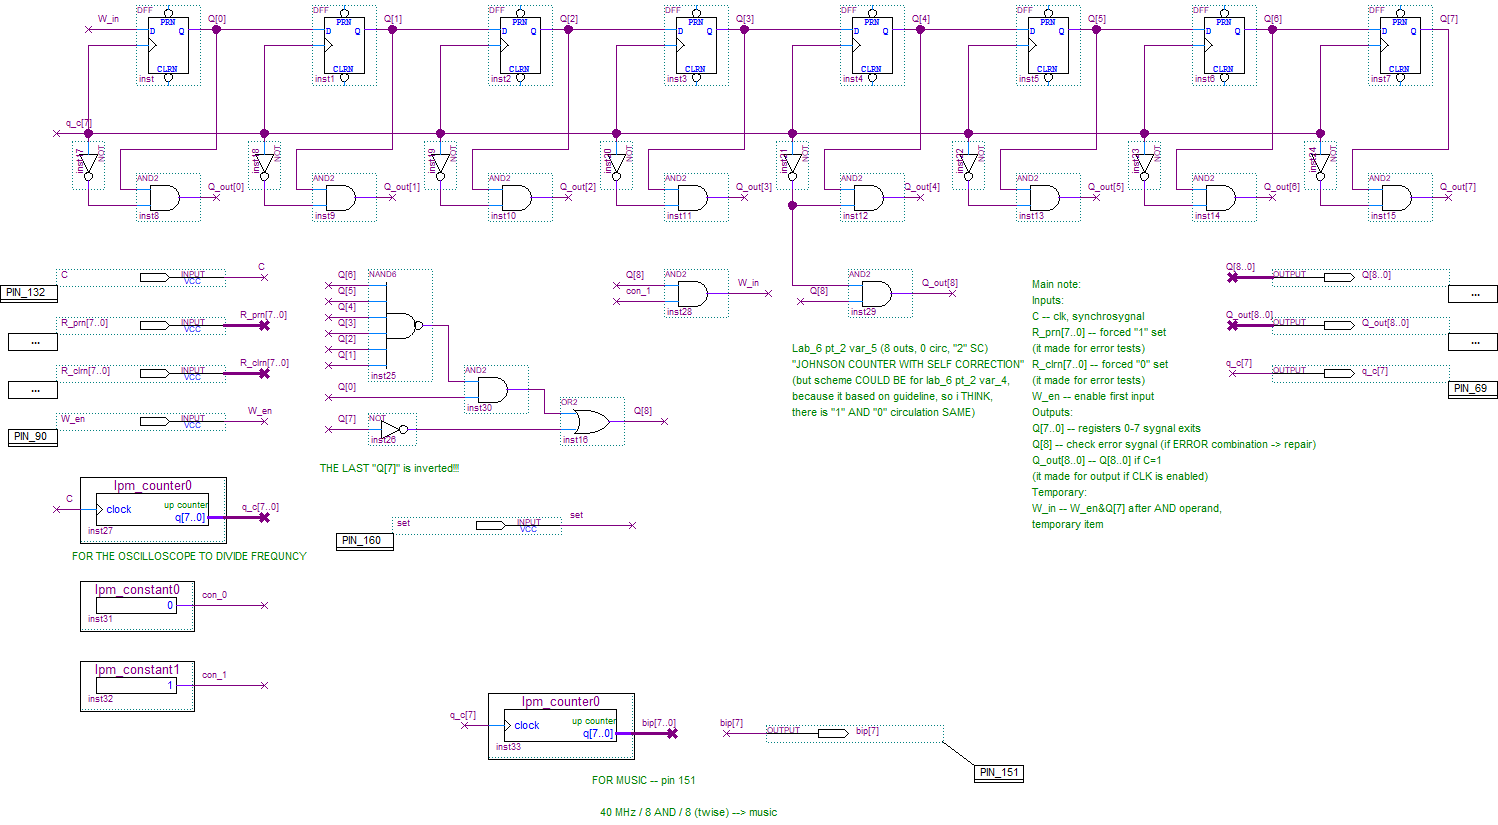 DFF DFF DFF DFF DFF DFF DFF DFF
W_in Q[0] Q[1] Q[2] Q[3] Q[4] Q[5] Q[6] Q[7]
PRN PRN PRN PRN PRN PRN PRN PRN
D Q D Q D Q D Q D Q D Q D Q D Q
CLRN CLRN CLRN CLRN CLRN CLRN CLRN CLRN
inst inst1 inst2 inst3 inst4 inst5 inst6 inst7
q_c[7]
inst17 NOT inst18 NOT inst19 NOT inst20 NOT inst21 NOT inst22 NOT inst23 NOT inst24 NOT
AND2 AND2 AND2 AND2 AND2 AND2 AND2 AND2
Q_out[0] Q_out[1] Q_out[2] Q_out[3] Q_out[4] Q_out[5] Q_out[6] Q_out[7]
inst8 inst9 inst10 inst11 inst12 inst13 inst14 inst15
C INPUT VCC C
PIN_132
R_prn[7..0] INPUT VCC R_prn[7..0]
...
R_clrn[7..0] INPUT VCC R_clrn[7..0]
...
W_en INPUT VCC W_en
PIN_90
Q[6] NAND6
Q[5]
Q[4]
Q[3]
Q[2]
Q[1]
inst25
AND2
Q[0]
inst30
OR2
Q[7] NOT Q[8]
inst26 inst16
THE LAST "Q[7]" is inverted!!!
Q[8] AND2
con_1 W_in
inst28
AND2
Q[8] Q_out[8]
inst29
Lab_6 pt_2 var_5 (8 outs, 0 circ, "2" SC)
"JOHNSON COUNTER WITH SELF CORRECTION"
(but scheme COULD BE for lab_6 pt_2 var_4,
because it based on guideline, so i THINK,
there is "1" AND "0" circulation SAME)
Main note:
Inputs:
C -- clk, synchrosygnal
R_prn[7..0] -- forced "1" set
(it made for error tests)
R_clrn[7..0] -- forced "0" set
(it made for error tests)
W_en -- enable first input
Outputs:
Q[7..0] -- registers 0-7 sygnal exits
Q[8] -- check error sygnal (if ERROR combination -> repair)
Q_out[8..0] -- Q[8..0] if C=1
(it made for output if CLK is enabled)
Temporary:
W_in -- W_en&Q[7] after AND operand,
temporary item
Q[8..0] OUTPUT Q[8..0]
...
Q_out[8..0] OUTPUT Q_out[8..0]
...
q_c[7] OUTPUT q_c[7]
PIN_69
lpm_counter0
C up counter
clock q[7..0] q_c[7..0]
inst27
FOR THE OSCILLOSCOPE TO DIVIDE FREQUNCY
set INPUT VCC set
PIN_160
lpm_constant0
0 con_0
inst31
lpm_constant1
1 con_1
inst32
lpm_counter0
q_c[7] up counter
clock q[7..0] bip[7..0]
inst33
bip[7] OUTPUT bip[7]
PIN_151
FOR MUSIC -- pin 151
40 MHz / 8 AND / 8 (twise) --> music